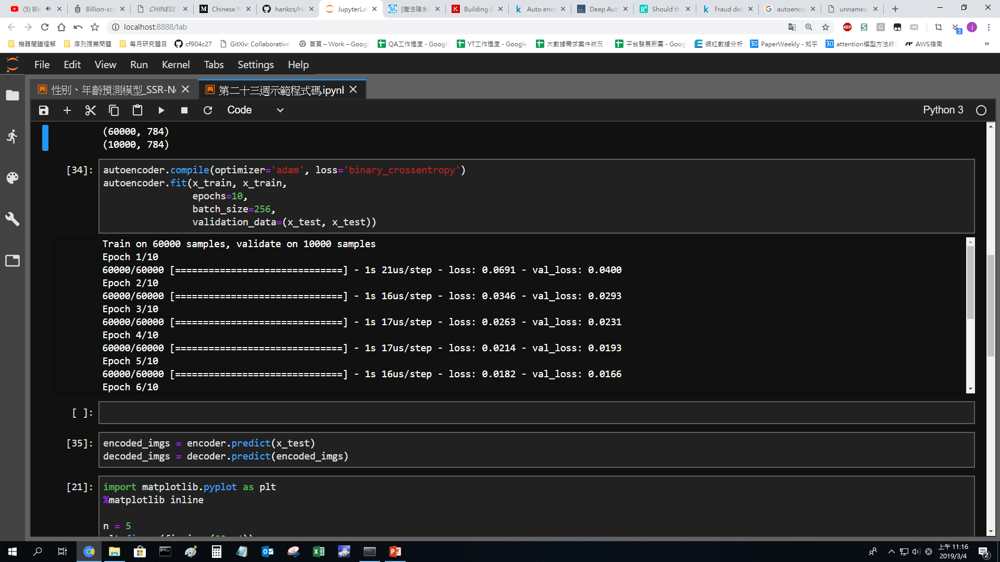 (5) Ble
Billion-sca
CHINESE
Chinese N
hankcs/Ha
JupyterLa
[魔法陣系
Building A
Auto enc
Deep Aut
Should th
Fraud det
autoenco
unnamed
localhost:8888/lab
機器閱讀理解
序列推薦問題
每月研究題目
cf904c27
GitXiv: Collaborative
首頁 – Work – Googl
QA工作進度 - Google
YT工作進度 - Google
大數據需求案件狀況 -
平台發展揪團 - Goog
網紅數據分析
PaperWeekly - 知乎
attention模型方法綜
AWS指南
»
File Edit View Run Kernel Tabs Settings Help
性別、年齡預測模型_SSR-Ne
第二十三週示範程式碼.ipynb
Code
Python 3
(60000, 784)
(10000, 784)
[34]: autoencoder.compile(optimizer='adam', loss='binary_crossentropy')
autoencoder.fit(x_train, x_train,
epochs=10,
batch_size=256,
validation_data=(x_test, x_test))
Train on 60000 samples, validate on 10000 samples
Epoch 1/10
60000/60000 [==============================] - 1s 21us/step - loss: 0.0691 - val_loss: 0.0400
Epoch 2/10
60000/60000 [==============================] - 1s 16us/step - loss: 0.0346 - val_loss: 0.0293
Epoch 3/10
60000/60000 [==============================] - 1s 17us/step - loss: 0.0263 - val_loss: 0.0231
Epoch 4/10
60000/60000 [==============================] - 1s 17us/step - loss: 0.0214 - val_loss: 0.0193
Epoch 5/10
60000/60000 [==============================] - 1s 16us/step - loss: 0.0182 - val_loss: 0.0166
Epoch 6/10
[ ]:
[35]: encoded_imgs = encoder.predict(x_test)
decoded_imgs = decoder.predict(encoded_imgs)
[21]: import matplotlib.pyplot as plt
%matplotlib inline
n = 5
上午 11:16
2019/3/4
2